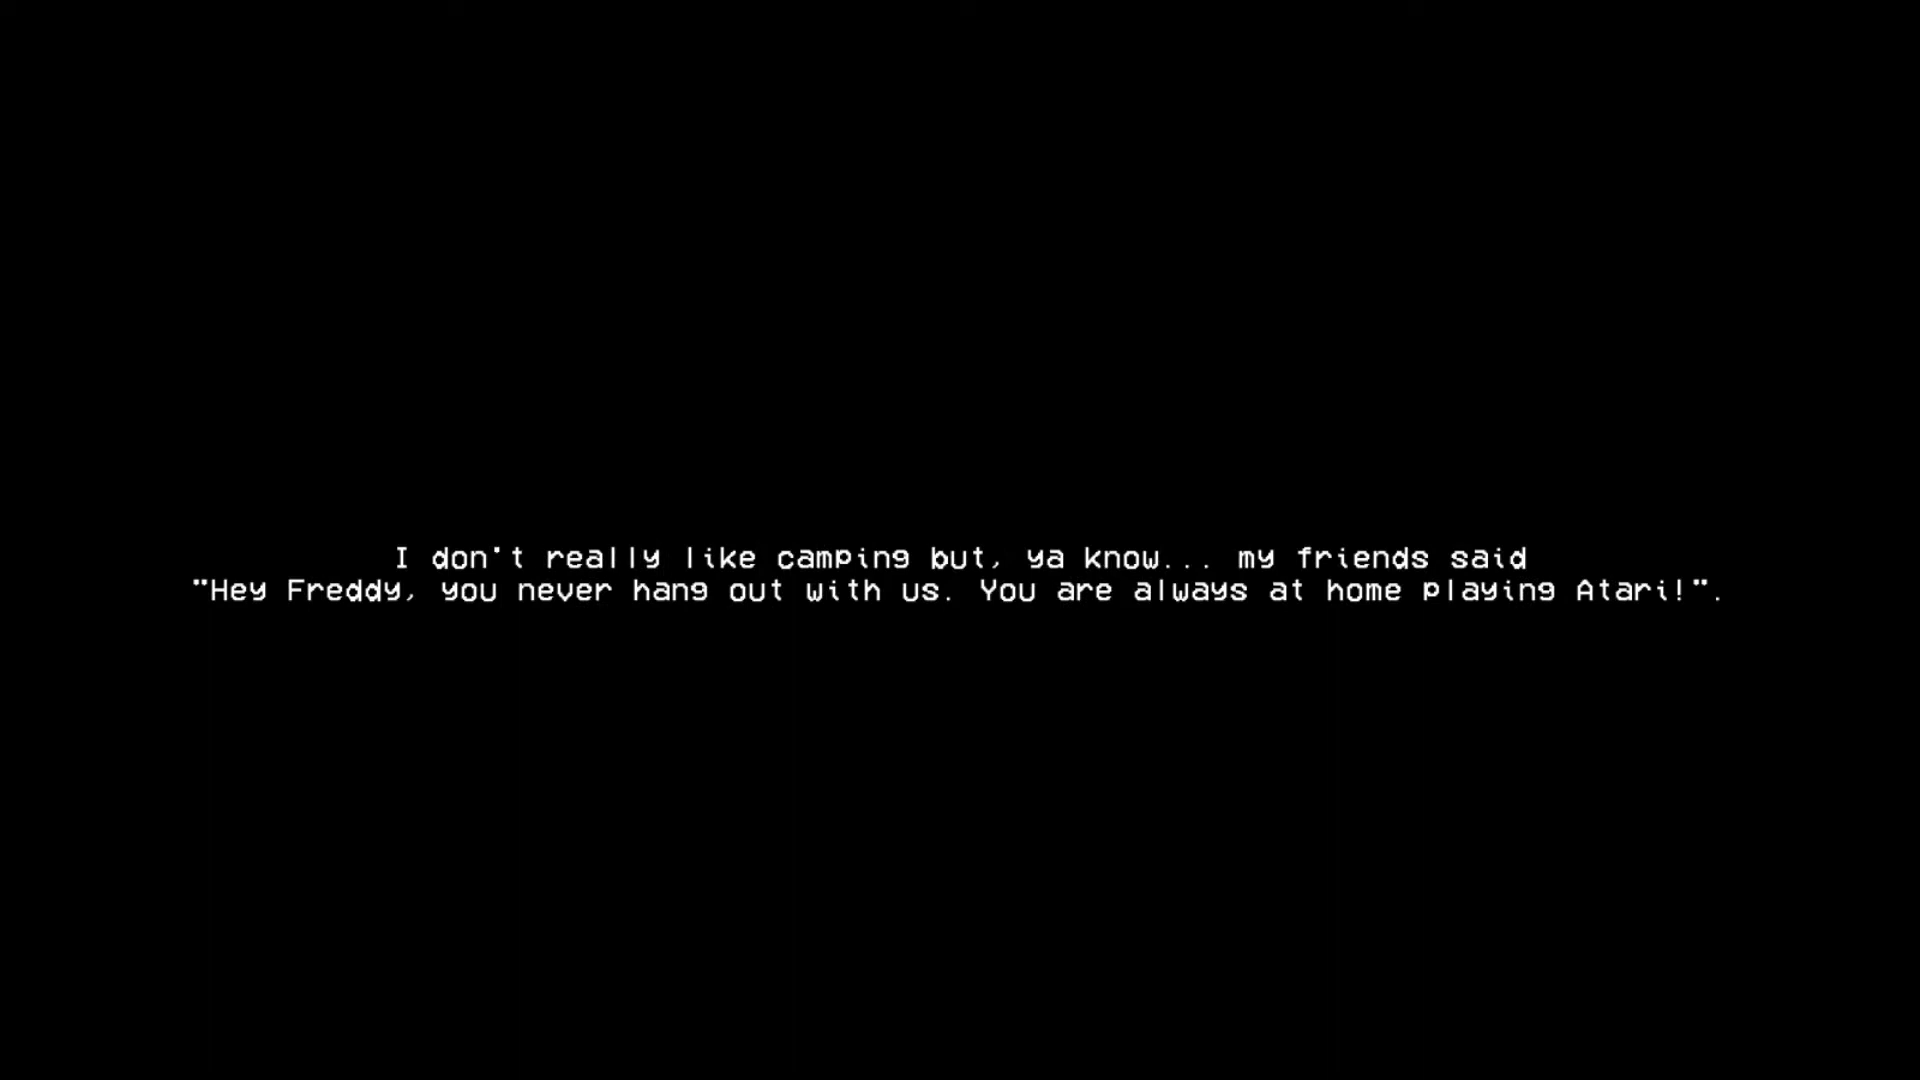 I don't really like camping but, ya know... my friends said
"Hey Freddy, you never hang out with us. You are always at home playing Atari!".